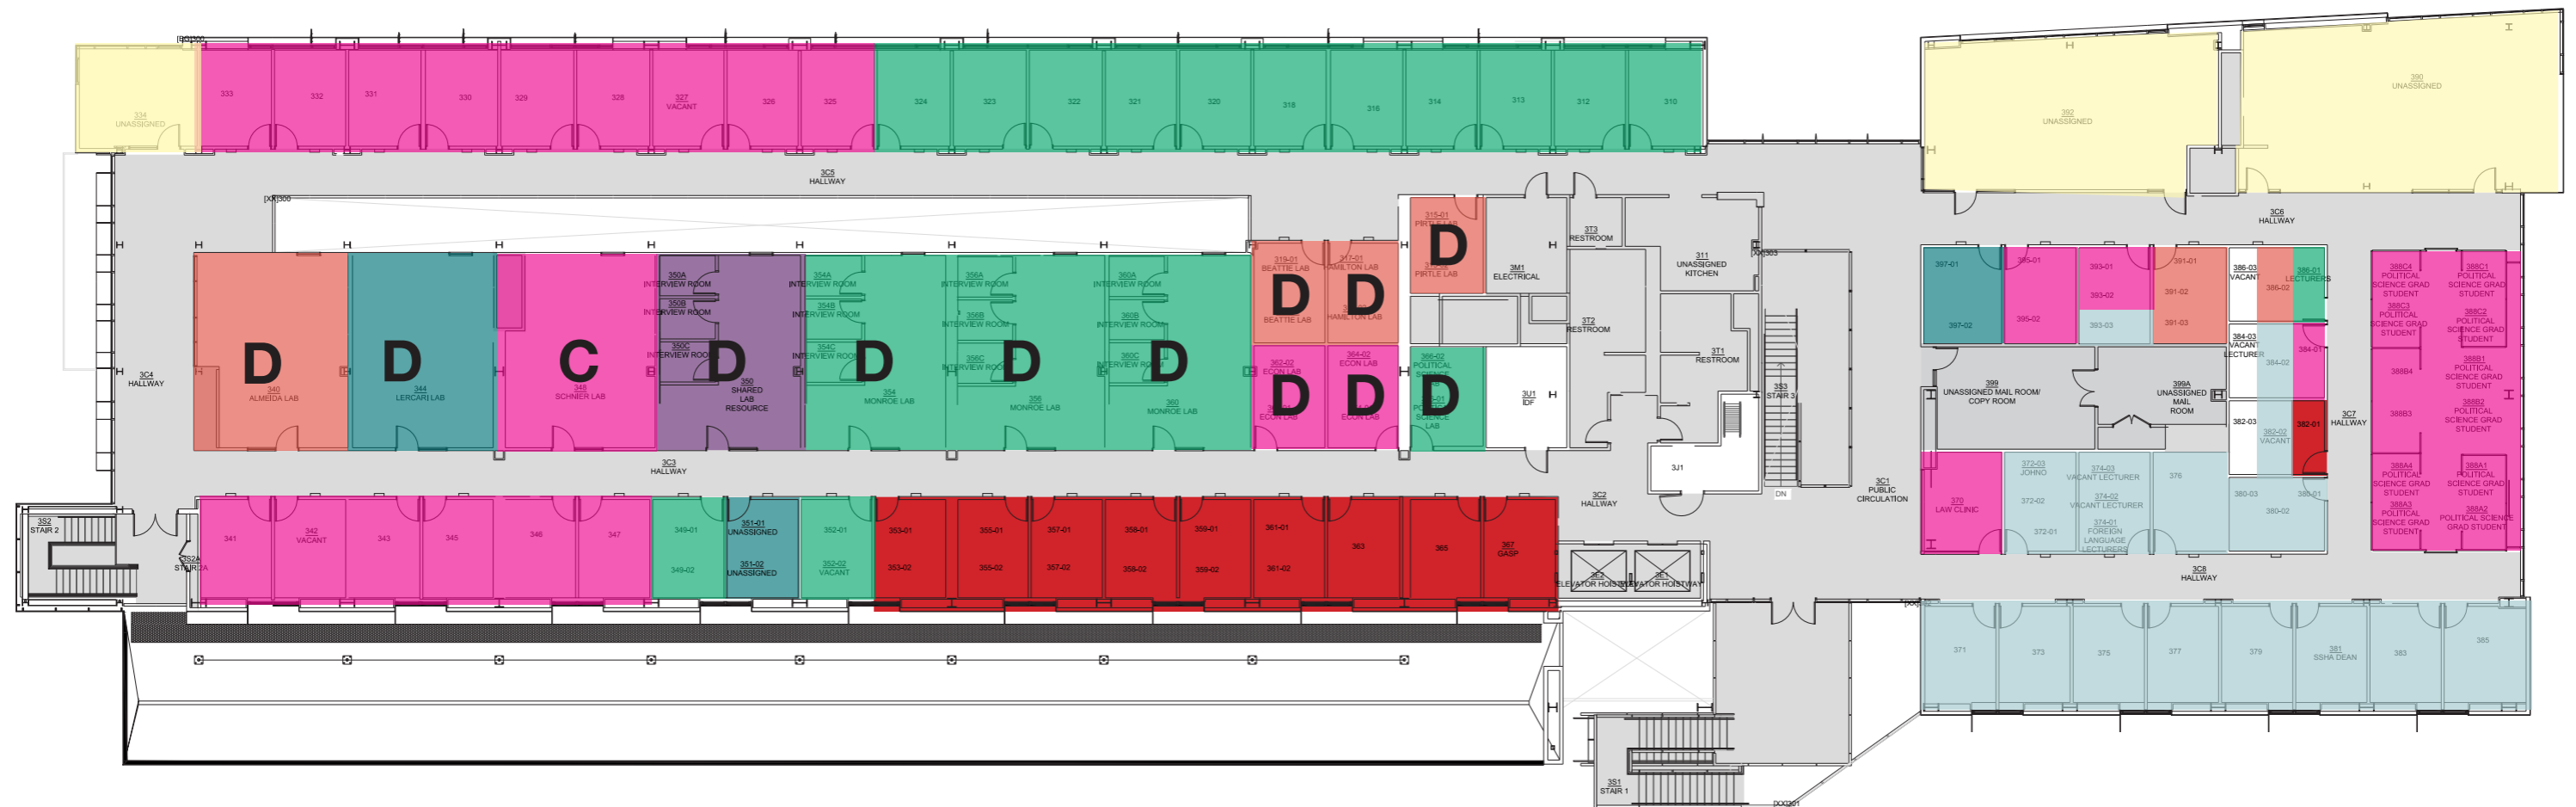 [BG]300
334
UNASSIGNED
333
332
331
330
329
328
327
VACANT
326
325
324
323
322
321
320
318
316
314
313
312
310
392
UNASSIGNED
390
UNASSIGNED
3C5
HALLWAY
[XX]300
3C6
HALLWAY
315-01
PIRTLE LAB
PIRTLE LAB
D
3M1
ELECTRICAL
3T3
RESTROOM
311
UNASSIGNED
KITCHEN
[XX]303
319-01
BEATTIE LAB
BEATTIE LAB
D
317-01
HAMILTON LAB
HAMILTON LAB
D
3C4
HALLWAY
D
340
ALMEIDA LAB
D
344
LERCARI LAB
C
348
SCHNIER LAB
350A
INTERVIEW ROOM
350B
INTERVIEW ROOM
350C
INTERVIEW ROOM
D
350
SHARED
LAB
RESOURCE
354A
INTERVIEW ROOM
354B
INTERVIEW ROOM
354C
INTERVIEW ROOM
D
354
MONROE LAB
356A
INTERVIEW ROOM
356B
INTERVIEW ROOM
356C
INTERVIEW ROOM
D
356
MONROE LAB
360A
INTERVIEW ROOM
360B
INTERVIEW ROOM
360C
INTERVIEW ROOM
D
360
MONROE LAB
362-02
ECON LAB
D
ECON LAB
364-02
ECON LAB
D
ECON LAB
366-02
POLITICAL
SCIENCE
D
POLITICAL
SCIENCE
LAB
3U1
IDF
3T2
RESTROOM
3T1
RESTROOM
3S3
STAIR 3
3J1
DN
3C1
PUBLIC
CIRCULATION
3C3
HALLWAY
3C2
HALLWAY
397-01
397-02
395-01
395-02
393-01
393-02
393-03
391-01
391-02
391-03
386-03
VACANT
386-02
386-01
LECTURERS
384-03
VACANT
LECTURER
384-02
384-01
382-03
382-02
VACANT
382-01
399
UNASSIGNED MAIL ROOM/
COPY ROOM
399A
UNASSIGNED
MAIL
ROOM
3C7
HALLWAY
388C4
POLITICAL
SCIENCE GRAD
STUDENT
388C1
POLITICAL
SCIENCE GRAD
STUDENT
388C3
POLITICAL
SCIENCE GRAD
STUDENT
388C2
POLITICAL
SCIENCE GRAD
STUDENT
388B4
388B1
POLITICAL
SCIENCE GRAD
STUDENT
388B3
388B2
POLITICAL
SCIENCE GRAD
STUDENT
388A4
POLITICAL
SCIENCE GRAD
STUDENT
388A1
POLITICAL
SCIENCE GRAD
STUDENT
388A3
POLITICAL
SCIENCE GRAD
STUDENT
388A2
POLITICAL SCIENCE
GRAD STUDENT
370
LAW CLINIC
372-03
JOHNO
372-02
372-01
374-03
VACANT LECTURER
374-02
VACANT LECTURER
374-01
FOREIGN
LANGUAGE
LECTURERS
376
380-03
380-02
380-01
3C8
HALLWAY
3S2
STAIR 2
3S2A
STAIR 2A
341
342
VACANT
343
345
346
347
349-01
349-02
351-01
UNASSIGNED
351-02
UNASSIGNED
352-01
352-02
VACANT
353-01
353-02
355-01
355-02
357-01
357-02
358-01
358-02
359-01
359-02
361-01
361-02
363
365
367
GASP
3E2
ELEVATOR HOISTWAY
3E1
ELEVATOR HOISTWAY
371
373
375
377
379
381
SSHA DEAN
383
385
3S1
STAIR 1
[XX]301